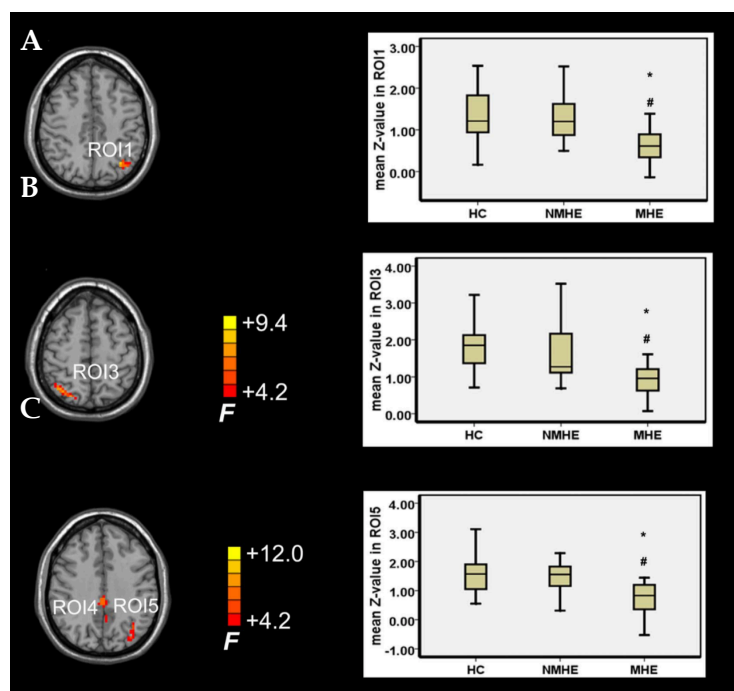 A
ROI1
mean Z-value in ROI1
3.00
2.00
1.00
0.00
*
#
HC NMHE MHE
B
ROI3
+9.4
+4.2
F
mean Z-value in ROI3
4.00
3.00
2.00
1.00
0.00
*
#
HC NMHE MHE
C
ROI4 ROI5
+12.0
+4.2
F
mean Z-value in ROI5
4.00
3.00
2.00
1.00
0.00
-1.00
*
#
HC NMHE MHE